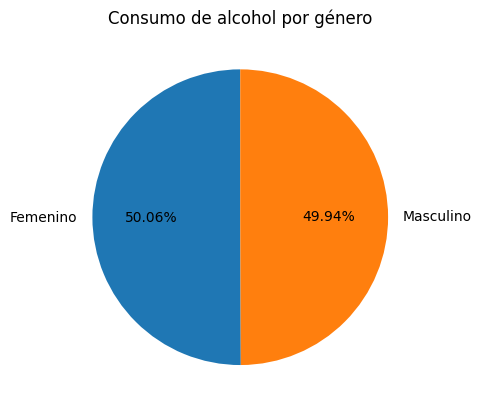 Consumo de alcohol por género
Femenino
50.06%
49.94%
Masculino